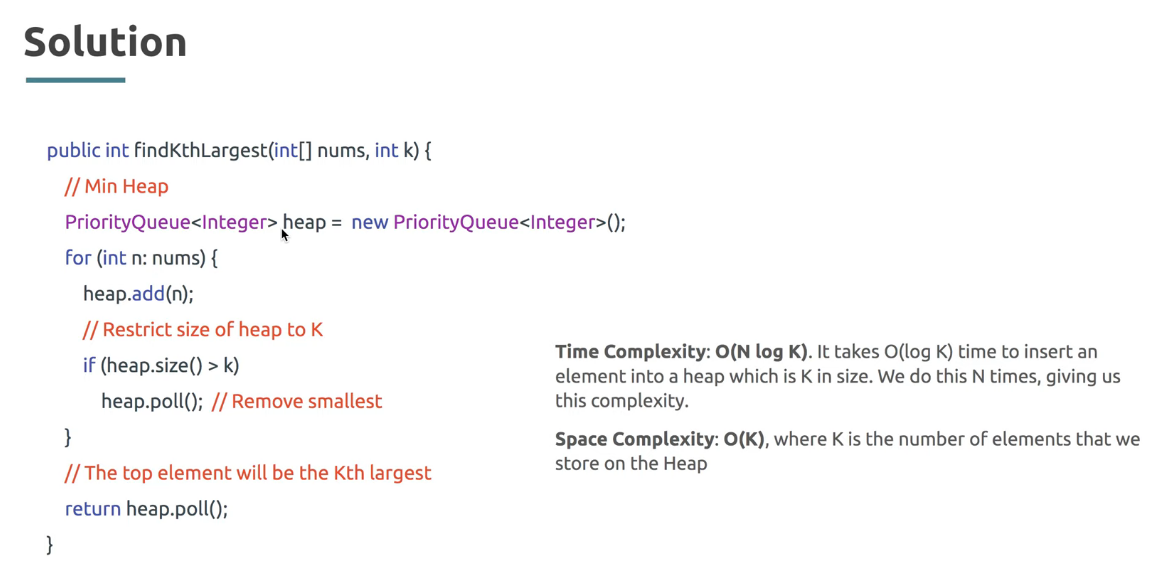 Solution
public int findKthLargest(int[] nums, int k) {
// Min Heap
PriorityQueue<Integer> heap = new PriorityQueue<Integer>();
for (int n: nums) {
heap.add(n);
// Restrict size of heap to K
if (heap.size() > k)
heap.poll(); // Remove smallest
}
// The top element will be the Kth largest
return heap.poll();
}
Time Complexity: O(N log K). It takes O(log K) time to insert an
element into a heap which is K in size. We do this N times, giving us
this complexity.
Space Complexity: O(K), where K is the number of elements that we
store on the Heap